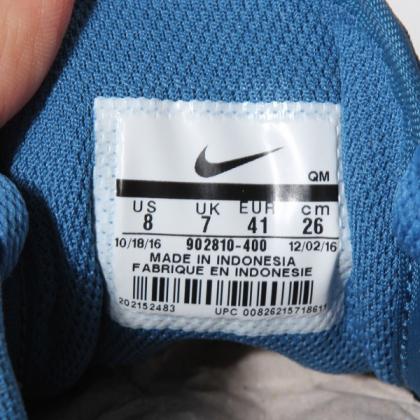 QM
US UK EUR cm
8 7 41 26
10/18/16 902810-400 12/02/16
MADE IN INDONESIA
FABRIQUE EN INDONESIE
202152483 UPC 00826215718611